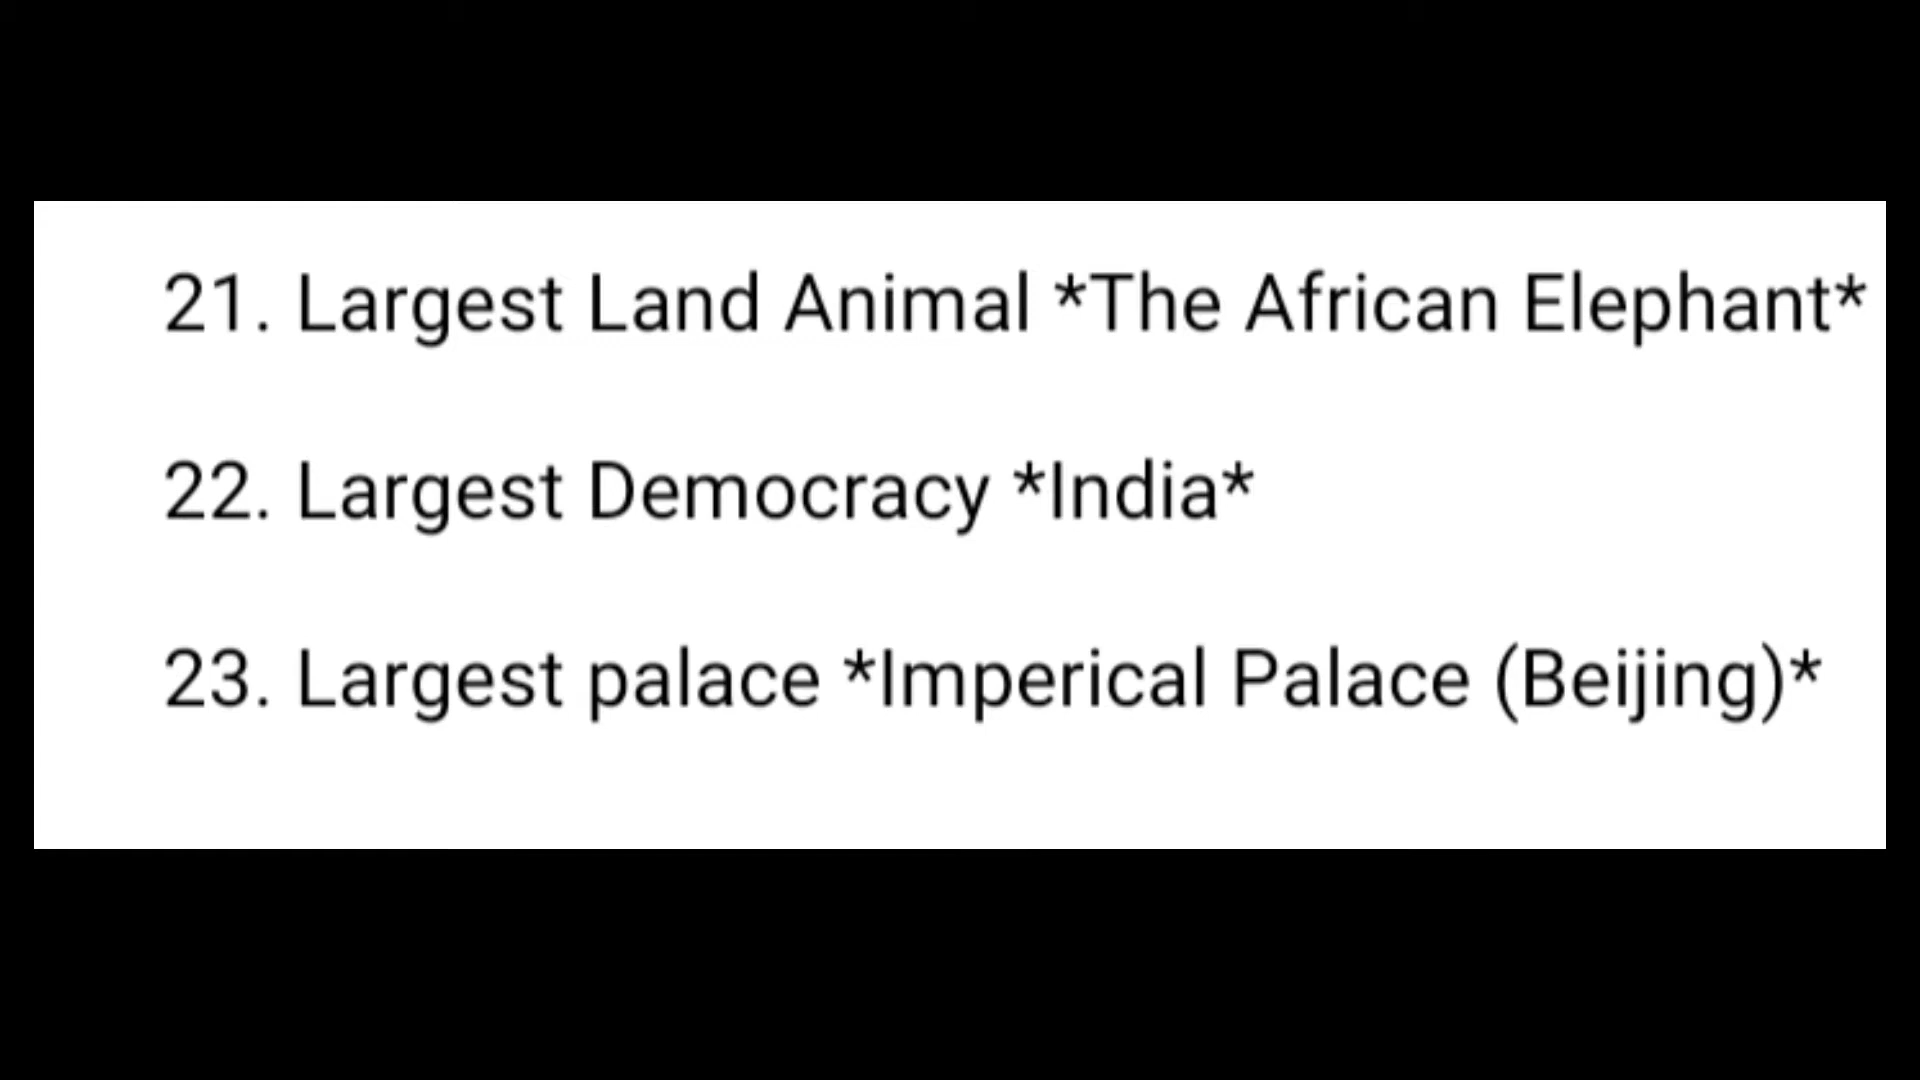 21. Largest Land Animal *The African Elephant*
22. Largest Democracy *India*
23. Largest palace *Imperical Palace (Beijing)*